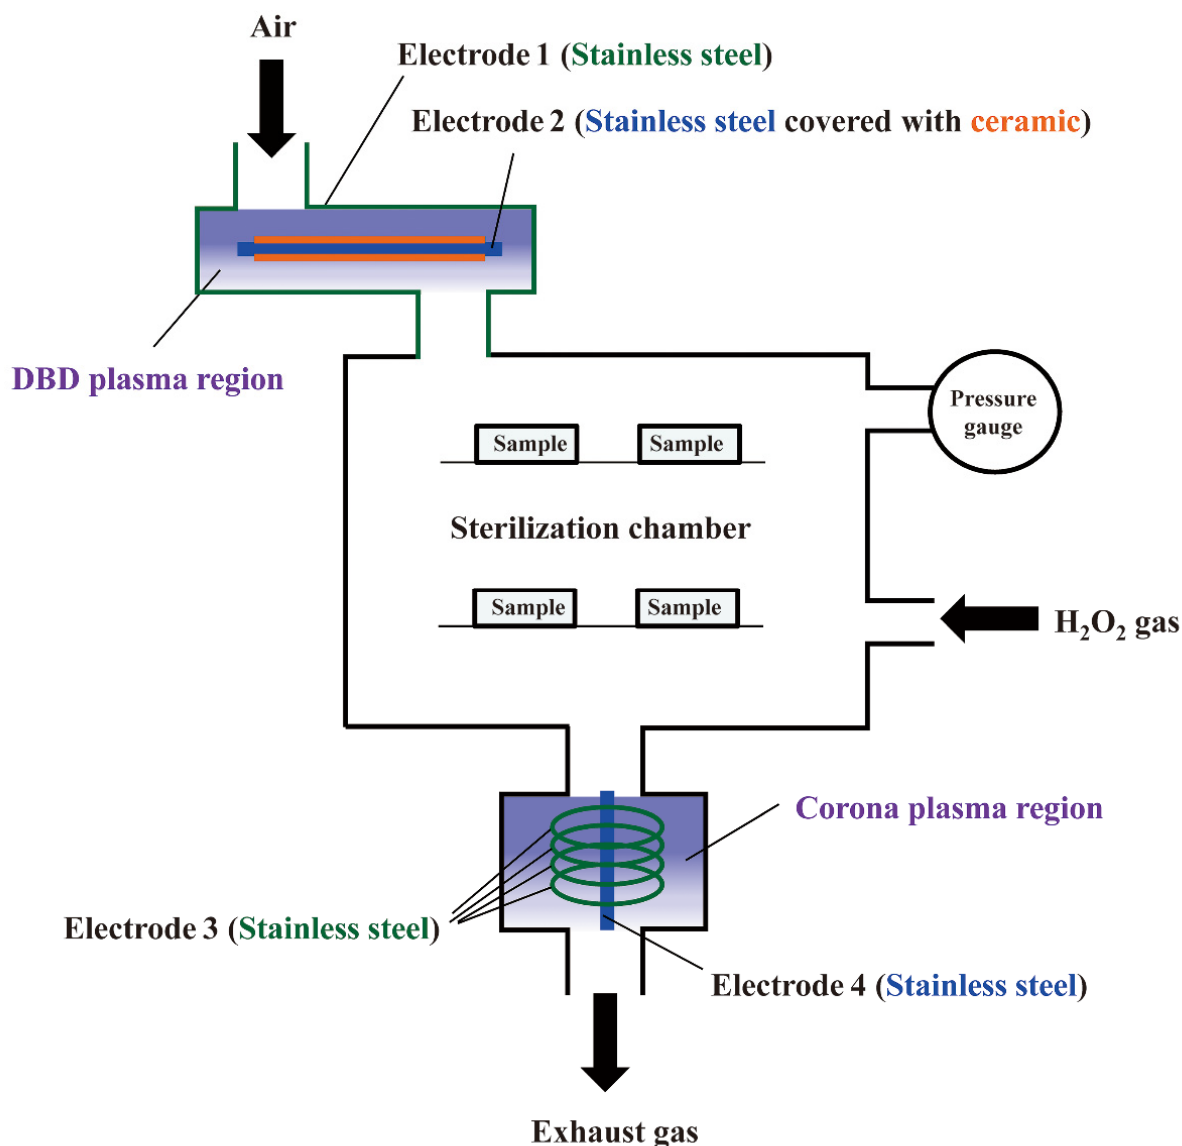 Air
Electrode 1 (Stainless steel)
Electrode 2 (Stainless steel covered with ceramic)
DBD plasma region
Pressure
gauge
Sample Sample
Sterilization chamber
Sample Sample
H₂O₂ gas
Corona plasma region
Electrode 3 (Stainless steel)
Electrode 4 (Stainless steel)
Exhaust gas